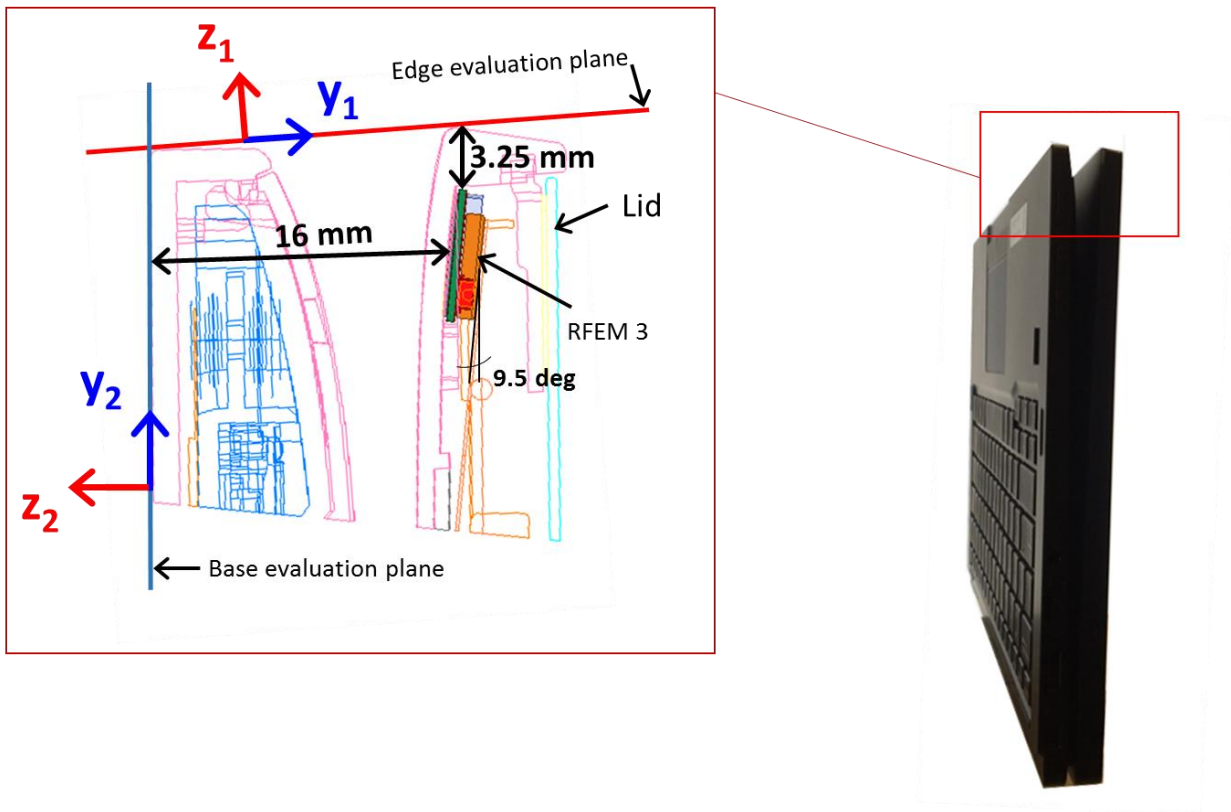 z1
y1
Edge evaluation plane
3.25 mm
Lid
16 mm
RFEM 3
9.5 deg
y2
z2
Base evaluation plane